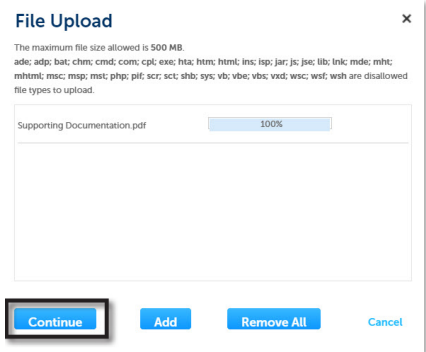 File Upload ×
The maximum file size allowed is 500 MB.
ade; adp; bat; chm; cmd; com; cpl; exe; hta; htm; html; ins; isp; jar; js; jse; lib; lnk; mde; mht;
mhtml; msc; msp; mst; php; pif; scr; sct; shb; sys; vb; vbe; vbs; vxd; wsc; wsf; wsh are disallowed
file types to upload.
Supporting Documentation.pdf 100%
Continue Add Remove All Cancel